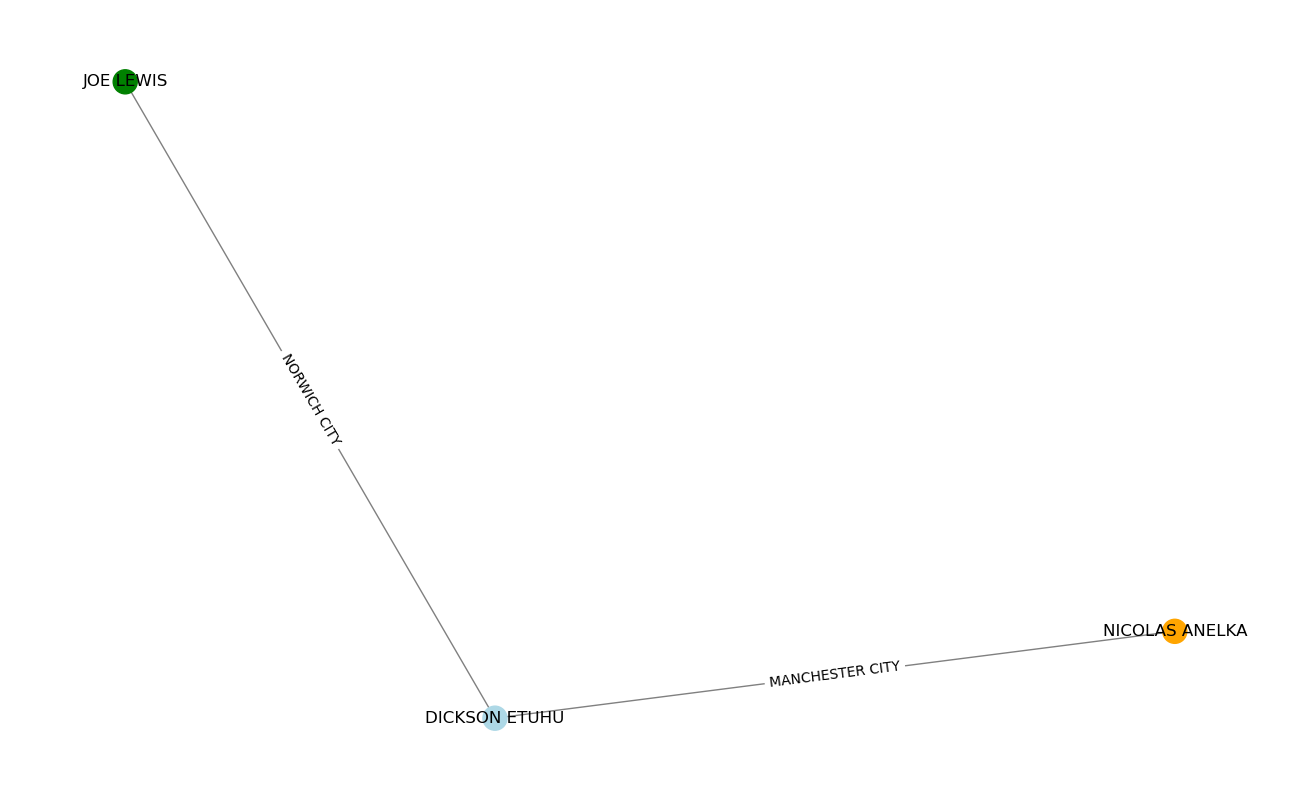 JOE LEWIS
NORWICH CITY
NICOLAS ANELKA
MANCHESTER CITY
DICKSON ETUHU